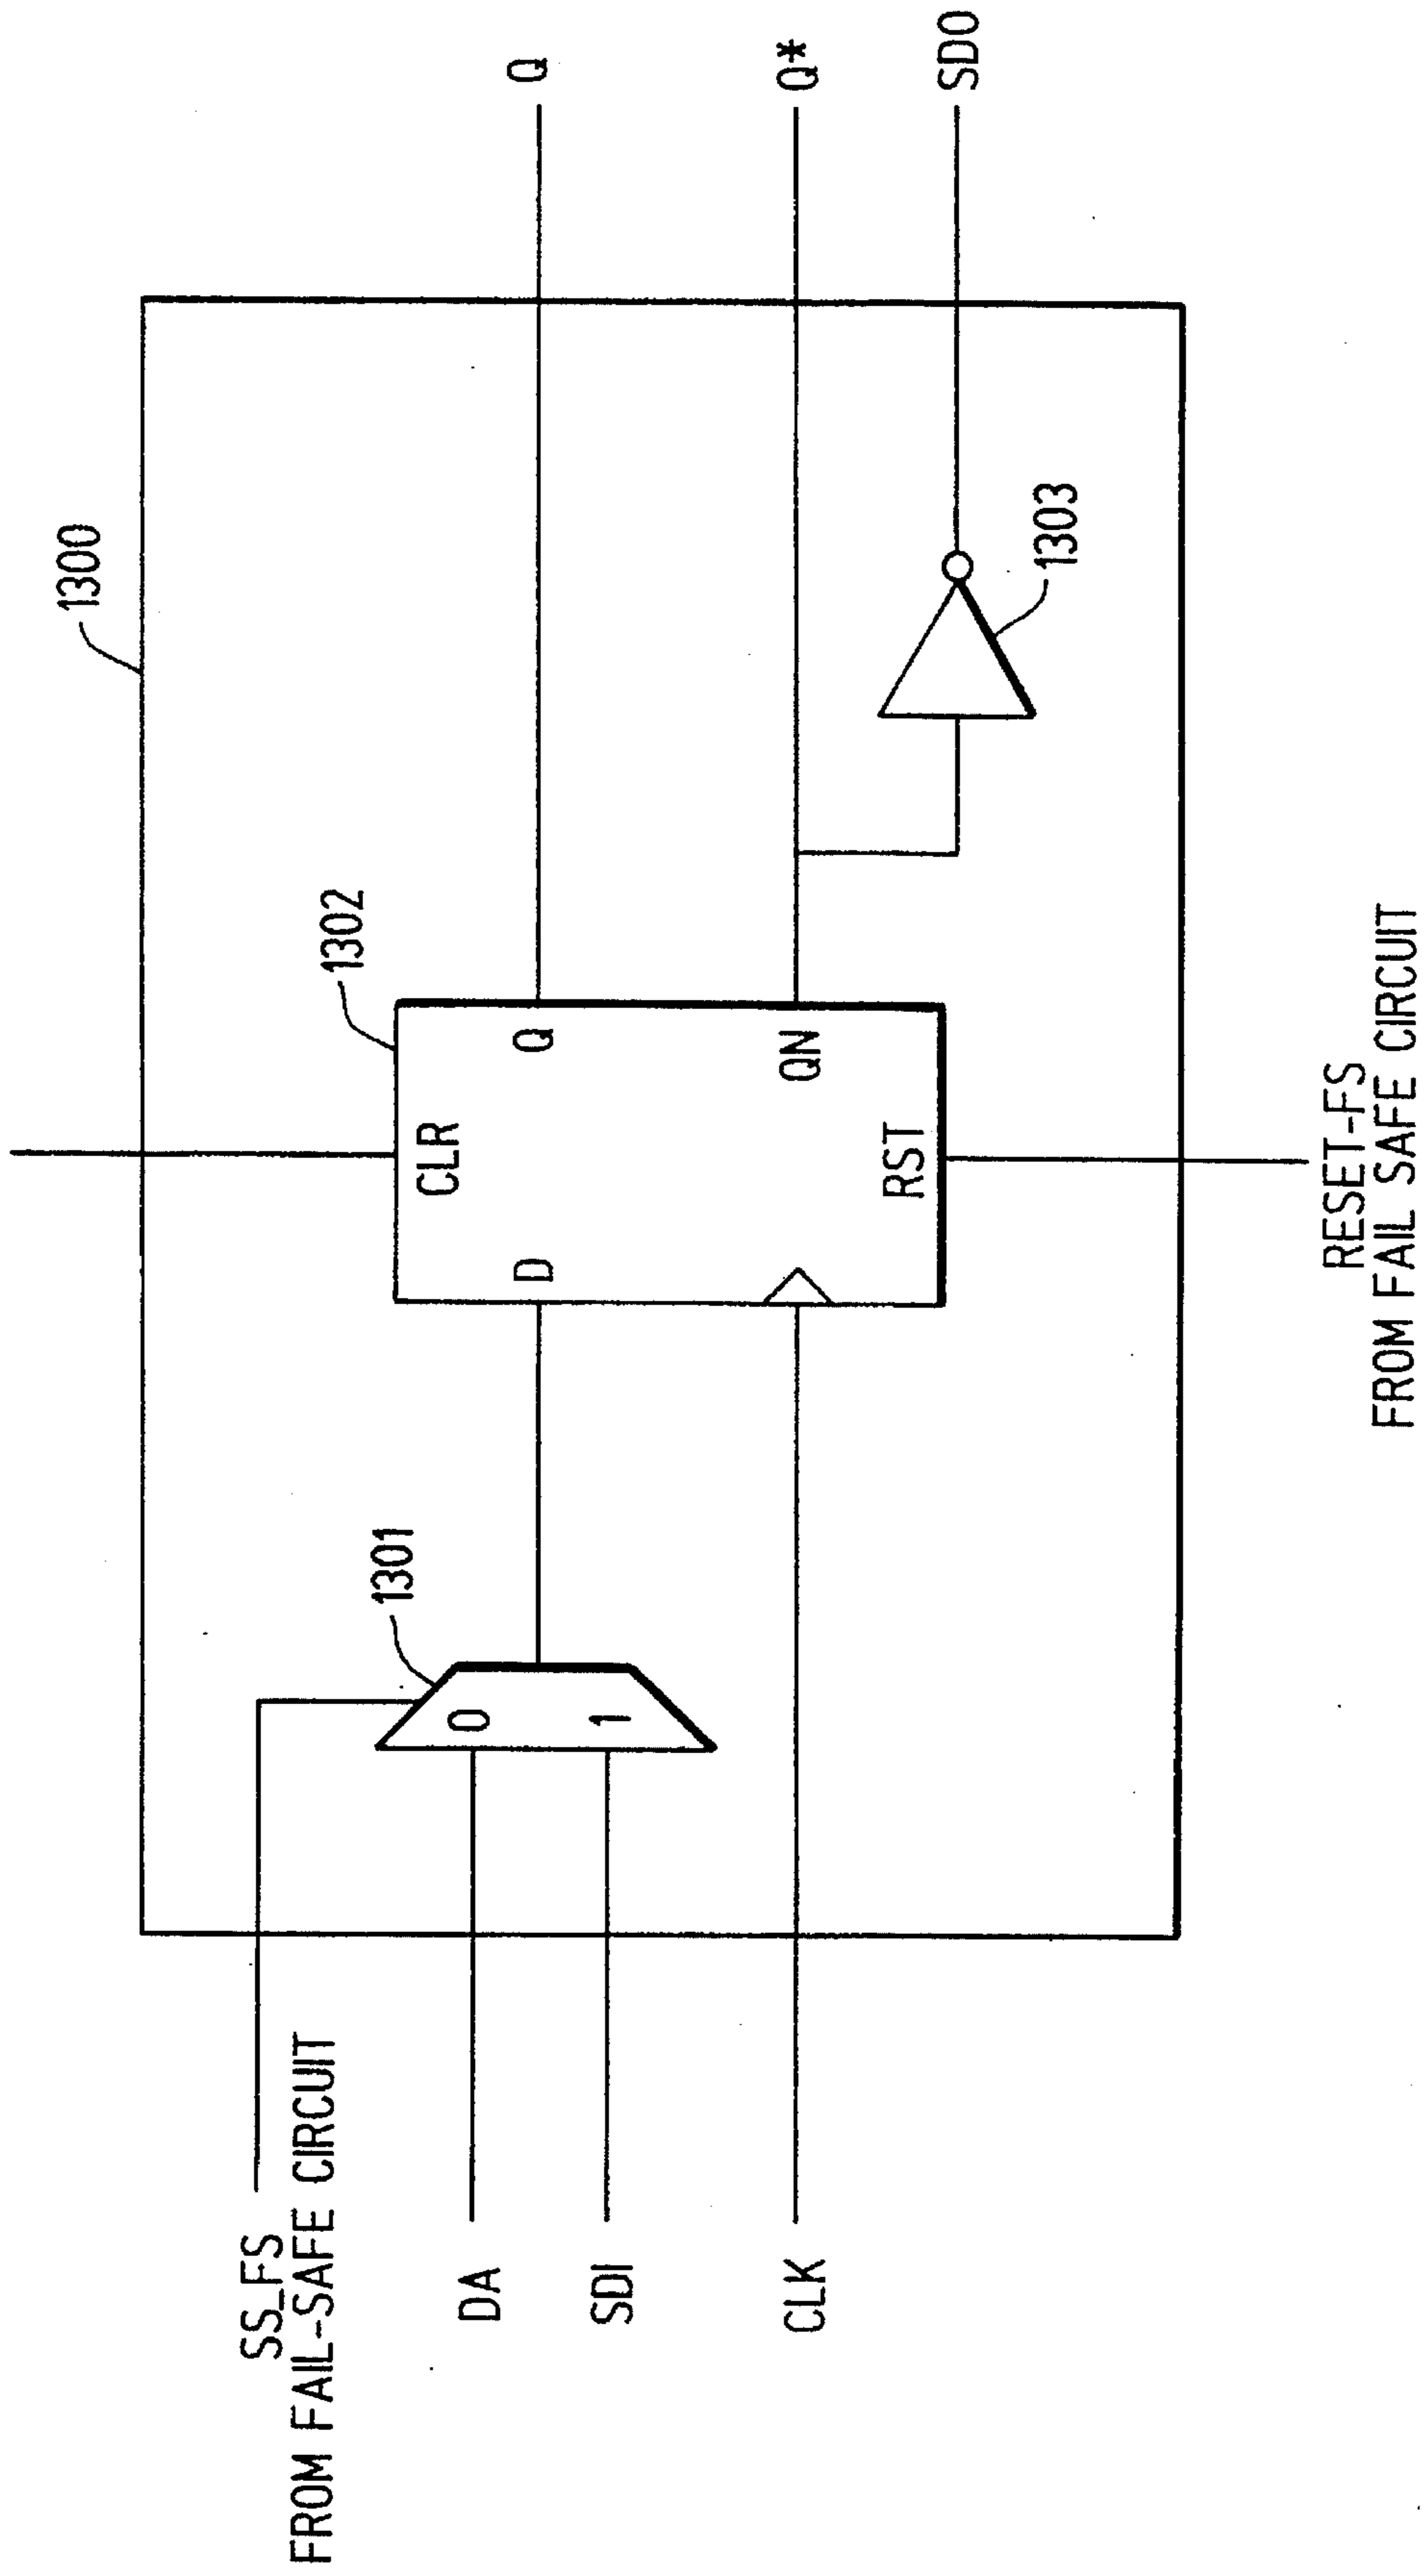 1300
SS_FS
FROM FAIL-SAFE CIRCUIT
DA
SDI
CLK
1301
0
1
1302
CLR
D
Q
QN
RST
1303
Q
Q*
SDO
RESET-FS
FROM FAIL SAFE CIRCUIT